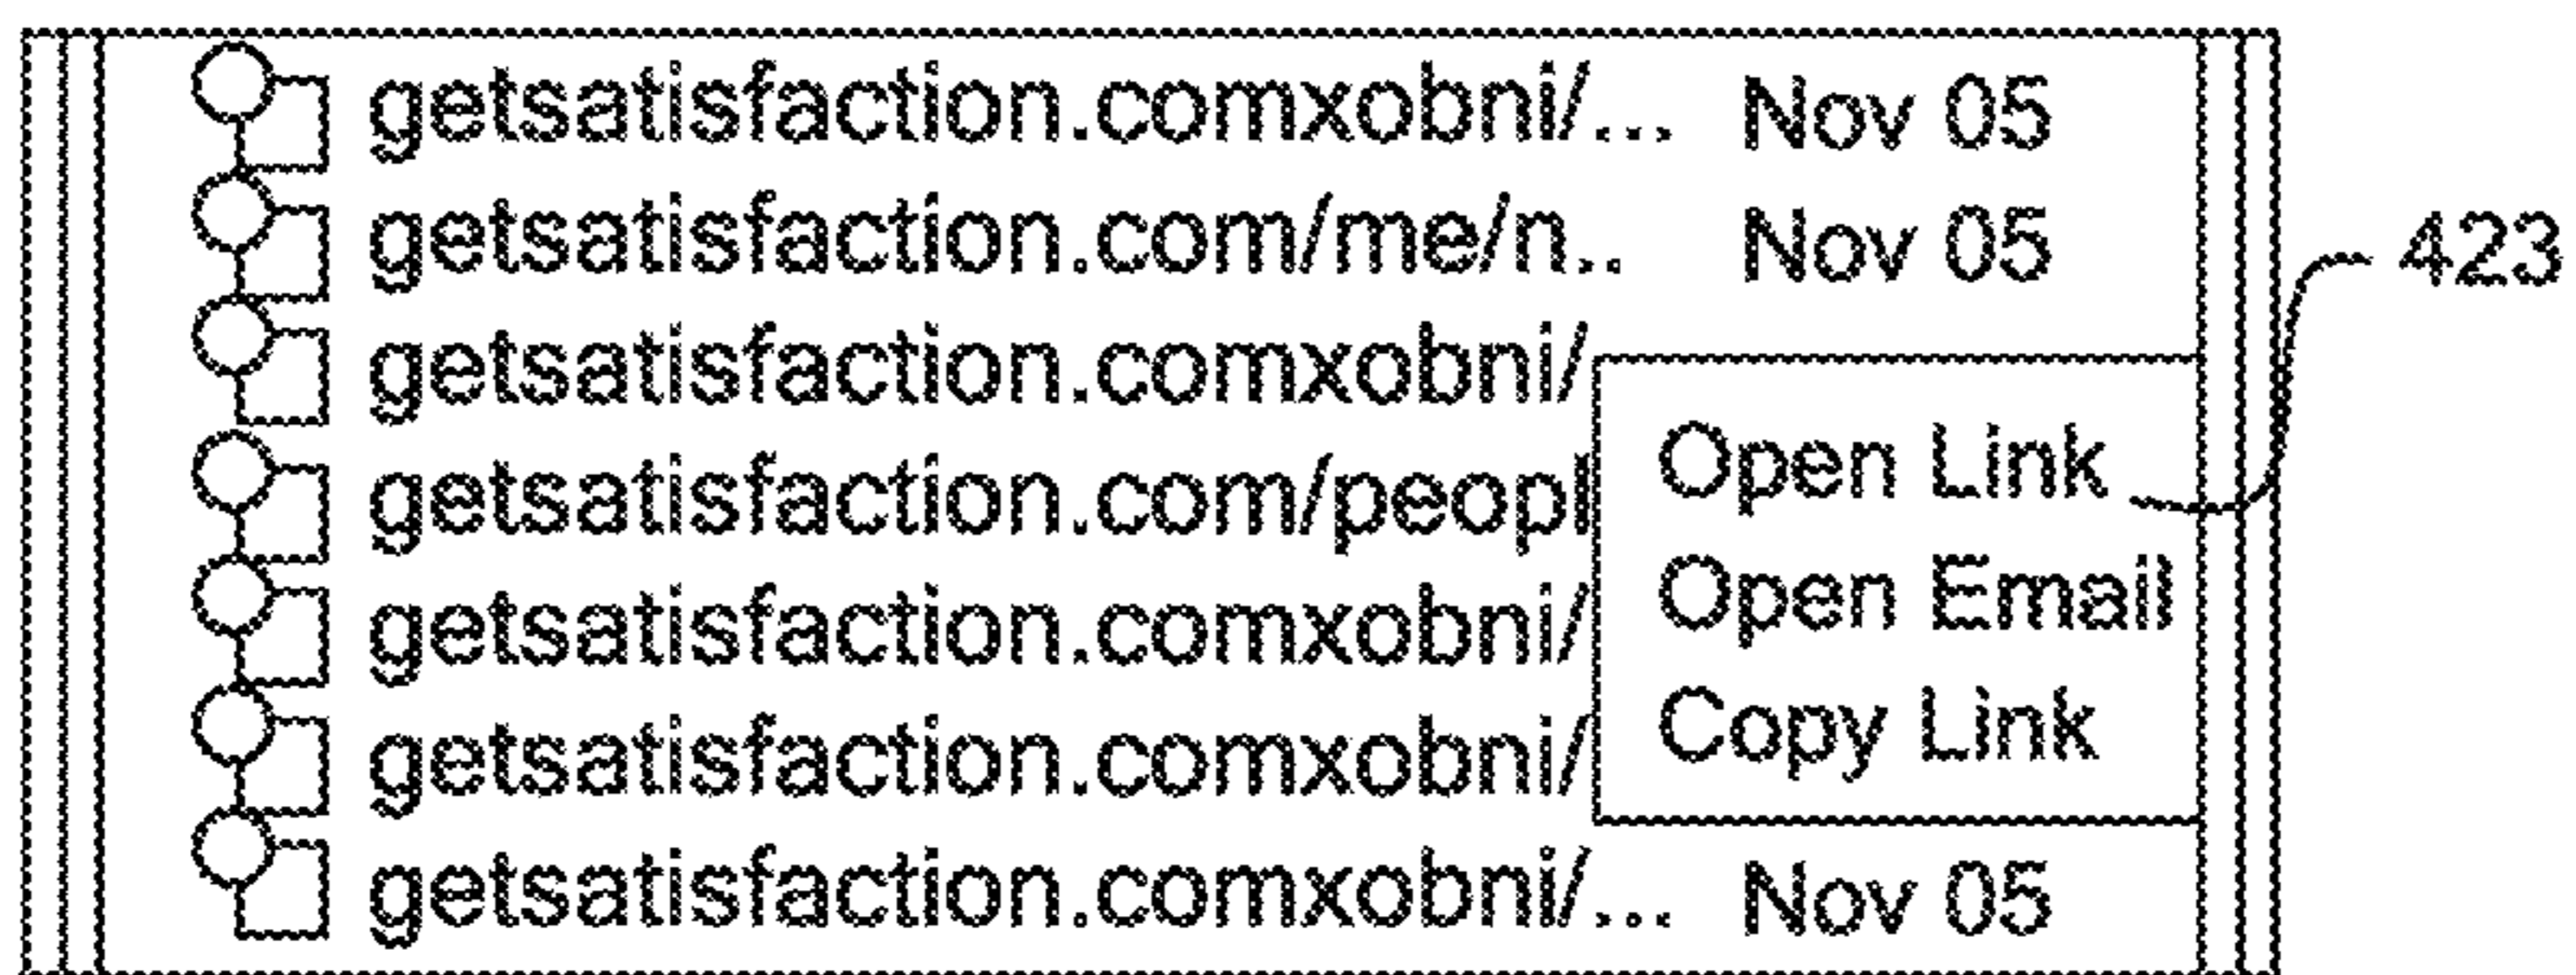 getsatisfaction.comxobni/... Nov 05
getsatisfaction.com/me/n.. Nov 05
423
getsatisfaction.comxobni/
Open Link
getsatisfaction.com/peopl
Open Email
getsatisfaction.comxobni/
Copy Link
getsatisfaction.comxobni/
getsatisfaction.comxobni/... Nov 05